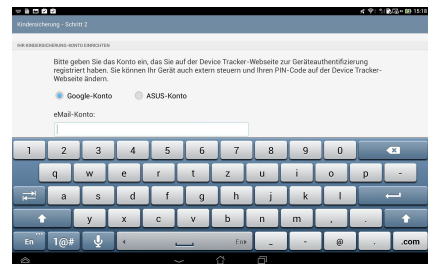 15:18
Kindersicherung - Schritt 2
IHR KINDERSICHERUNG-KONTO EINRICHTEN
Bitte geben Sie das Konto ein, das Sie auf der Device Tracker-
Webseite zur Geräteauthentifizierung
registriert haben. Sie können Ihr Gerät auch extern steuern und Ihren PIN-Code auf der Device Tracker-
Webseite ändern.
Google-Konto ASUS-Konto
eMail-Konto:
1 2 3 4 5 6 7 8 9 0
q w e r t z u i o p -
a s d f g h j k l
y x c v b n m , .
En 1@# En _ - @ . .com